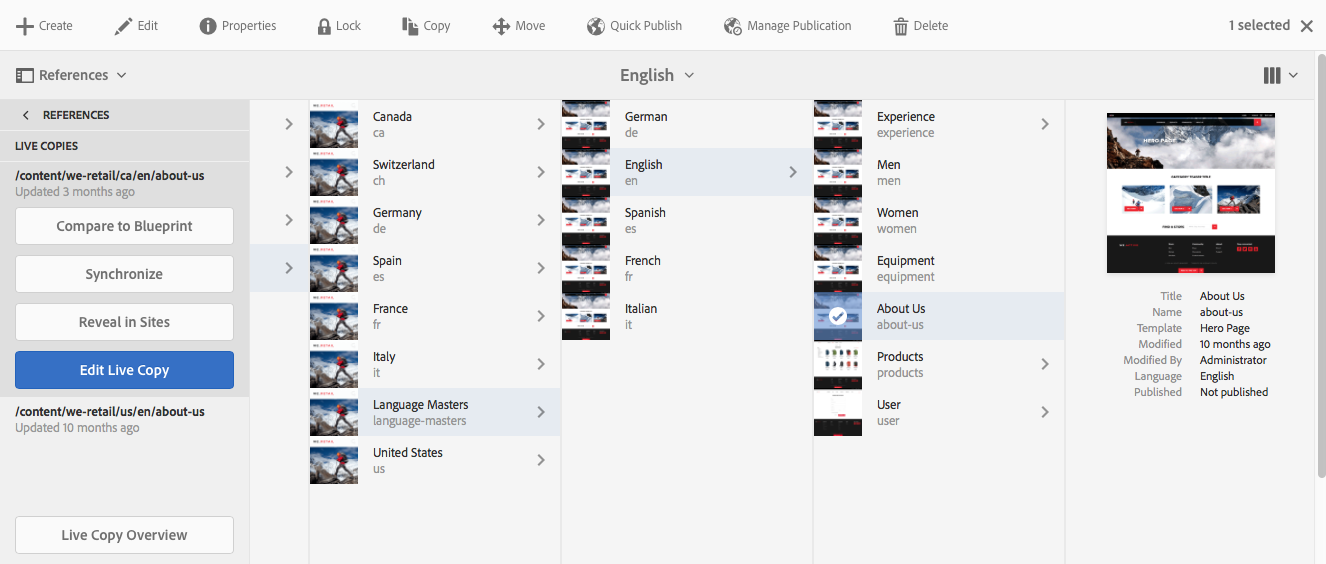 Create
Edit
Properties
Lock
Copy
Move
Quick Publish
Manage Publication
Delete
1 selected
References
English
REFERENCES
LIVE COPIES
/content/we-retail/ca/en/about-us
Updated 3 months ago
Compare to Blueprint
Synchronize
Reveal in Sites
Edit Live Copy
/content/we-retail/us/en/about-us
Updated 10 months ago
Live Copy Overview
Canada
ca
Switzerland
ch
Germany
de
Spain
es
France
fr
Italy
it
Language Masters
language-masters
United States
us
German
de
English
en
Spanish
es
French
fr
Italian
it
Experience
experience
Men
men
Women
women
Equipment
equipment
About Us
about-us
Products
products
User
user
HERO PAGE
Title About Us
Name about-us
Template Hero Page
Modified 10 months ago
Modified By Administrator
Language English
Published Not published